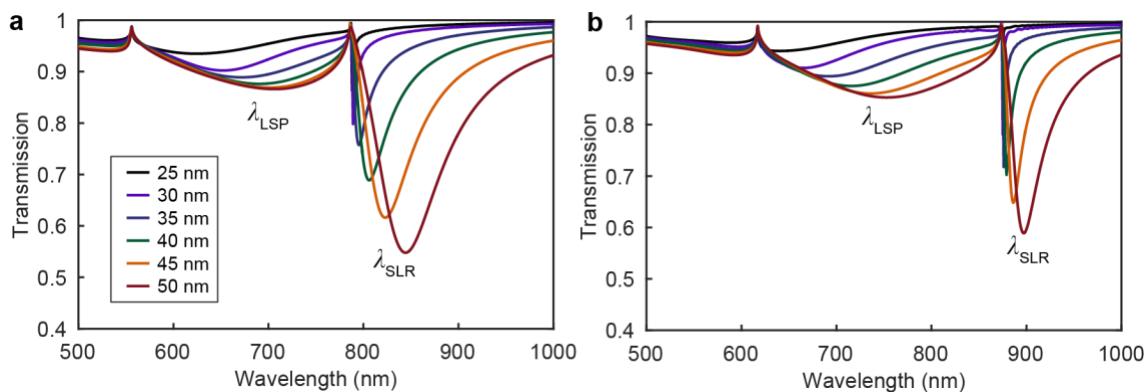 a
Transmission
1
0.9
0.8
0.7
0.6
0.5
0.4
λLSP
λSLR
25 nm
30 nm
35 nm
40 nm
45 nm
50 nm
500 600 700 800 900 1000
Wavelength (nm)
b
Transmission
1
0.9
0.8
0.7
0.6
0.5
0.4
λLSP
λSLR
500 600 700 800 900 1000
Wavelength (nm)